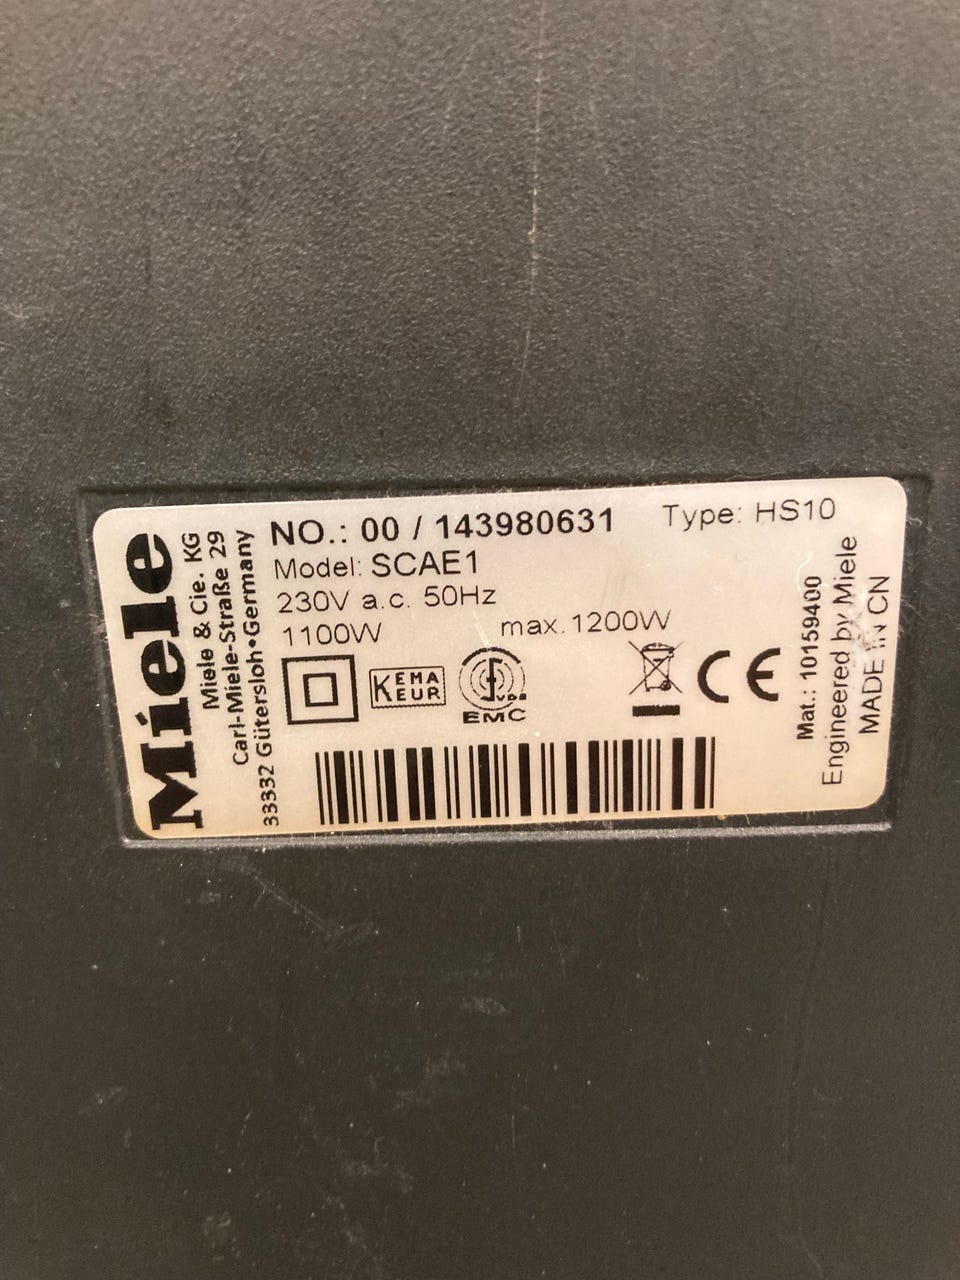 Miele
Miele & Cie. KG
Carl-Miele-Straße 29
33332 Gütersloh•Germany
NO.: 00 / 143980631
Type: HS10
Model: SCAE1
230V a.c. 50Hz
1100W max. 1200W
KEMA
KEUR
VDE
EMC
CE
Mat.: 10159400
Engineered by Miele
MADE IN CN